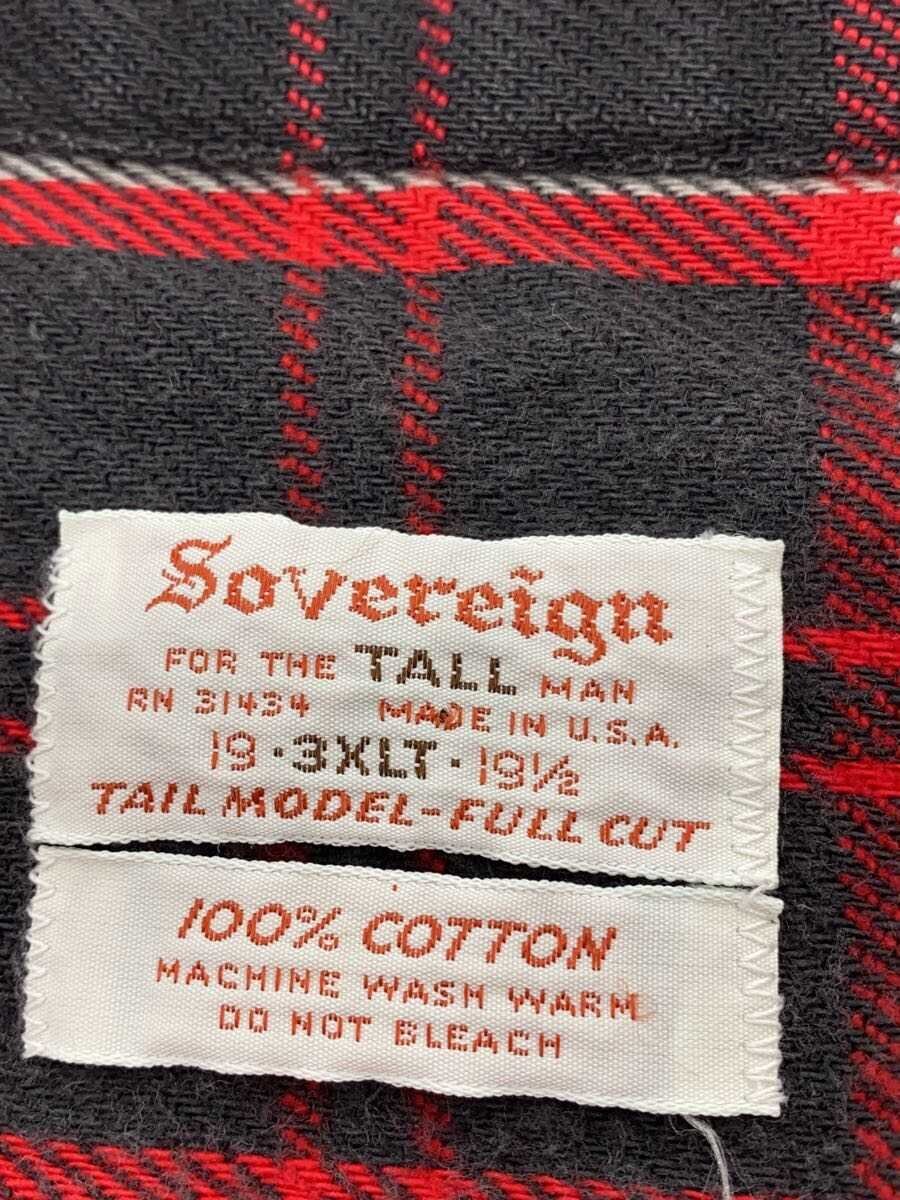 Sovereign
FOR THE TALL MAN
RN 31434 MADE IN U.S.A.
19 · 3XLT · 19½
TAIL MODEL-FULL CUT
100% COTTON
MACHINE WASH WARM
DO NOT BLEACH